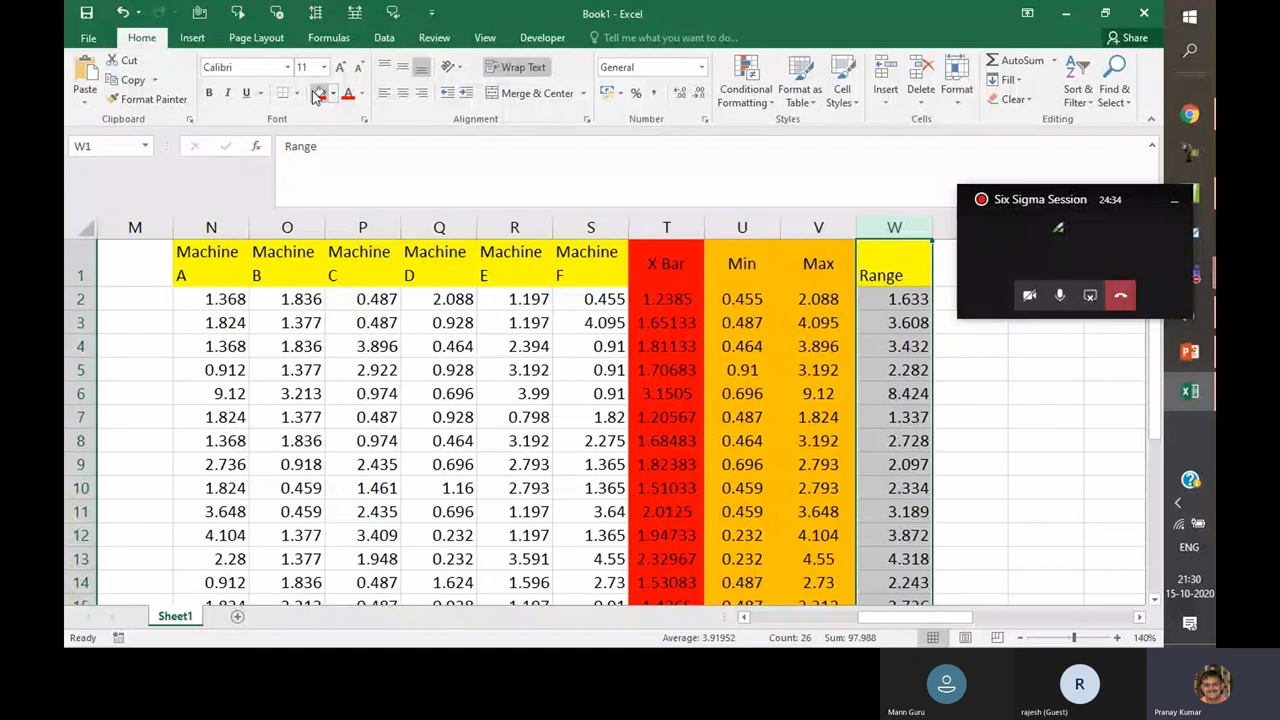 Book1 - Excel
File Home Insert Page Layout Formulas Data Review View Developer Tell me what you want to do... Share
Paste Cut Copy Format Painter Clipboard
Calibri 11 B I U A Font
Wrap Text Merge & Center Alignment
General % Number
Conditional Formatting Format as Table Cell Styles Styles
Insert Delete Format Cells
AutoSum Fill Clear Sort & Filter Find & Select Editing
W1 fx Range
Six Sigma Session 24:34
M N O P Q R S T U V W
1 Machine A Machine B Machine C Machine D Machine E Machine F X Bar Min Max Range
2 1.368 1.836 0.487 2.088 1.197 0.455 1.2385 0.455 2.088 1.633
3 1.824 1.377 0.487 0.928 1.197 4.095 1.65133 0.487 4.095 3.608
4 1.368 1.836 3.896 0.464 2.394 0.91 1.81133 0.464 3.896 3.432
5 0.912 1.377 2.922 0.928 3.192 0.91 1.70683 0.91 3.192 2.282
6 9.12 3.213 0.974 0.696 3.99 0.91 3.1505 0.696 9.12 8.424
7 1.824 1.377 0.487 0.928 0.798 1.82 1.20567 0.487 1.824 1.337
8 1.368 1.836 0.974 0.464 3.192 2.275 1.68483 0.464 3.192 2.728
9 2.736 0.918 2.435 0.696 2.793 1.365 1.82383 0.696 2.793 2.097
10 1.824 0.459 1.461 1.16 2.793 1.365 1.51033 0.459 2.793 2.334
11 3.648 0.459 2.435 0.696 1.197 3.64 2.0125 0.459 3.648 3.189
12 4.104 1.377 3.409 0.232 1.197 1.365 1.94733 0.232 4.104 3.872
13 2.28 1.377 1.948 0.232 3.591 4.55 2.32967 0.232 4.55 4.318
14 0.912 1.836 0.487 1.624 1.596 2.73 1.53083 0.487 2.73 2.243
Sheet1
Ready Average: 3.91952 Count: 26 Sum: 97.988 140%
ENG
21:30
15-10-2020
R
Mann Guru rajesh (Guest) Pranay Kumar